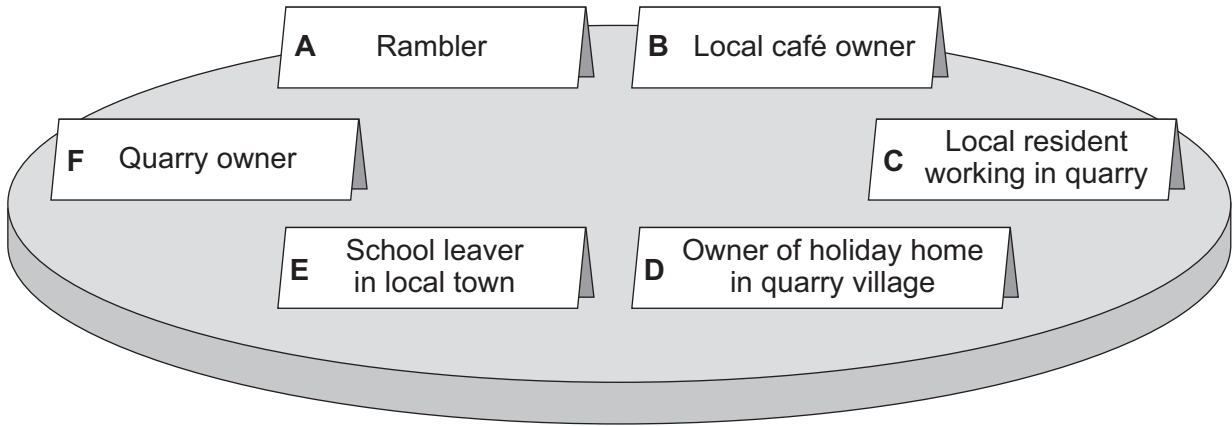 A Rambler
B Local café owner
F Quarry owner
C Local resident
working in quarry
E School leaver
in local town
D Owner of holiday home
in quarry village